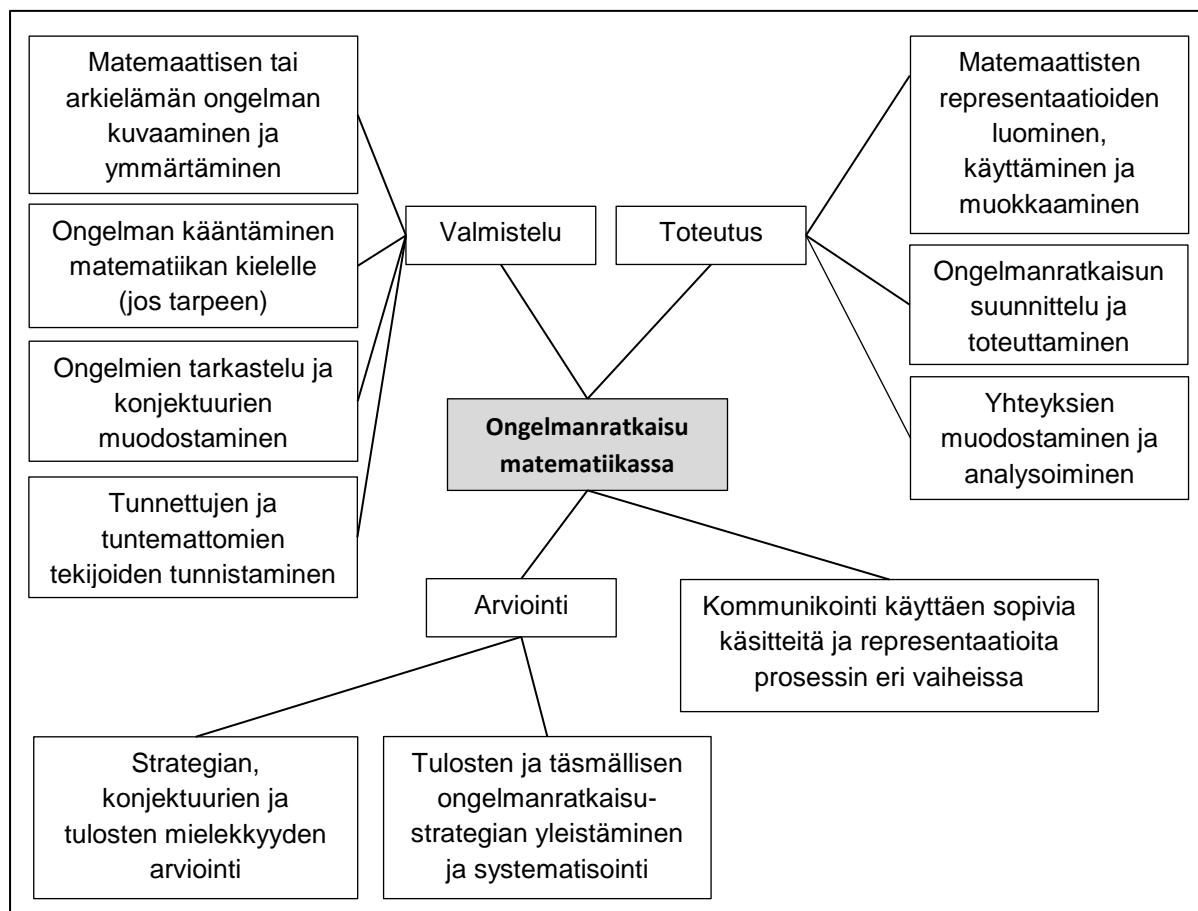 Matemaattisen tai
arkielämän ongelman
kuvaaminen ja
ymmärtäminen
Ongelman kääntäminen
matematiikan kielelle
(jos tarpeen)
Ongelmien tarkastelu ja
konjektuurien
muodostaminen
Tunnettujen ja
tuntemattomien
tekijoiden tunnistaminen
Valmistelu
Toteutus
Matemaattisten
representaatioiden
luominen,
käyttäminen ja
muokkaaminen
Ongelmanratkaisun
suunnittelu ja
toteuttaminen
Yhteyksien
muodostaminen ja
analysoiminen
Ongelmanratkaisu
matematiikassa
Arviointi
Kommunikointi käyttäen sopivia
käsitteitä ja representaatioita
prosessin eri vaiheissa
Strategian,
konjektuurien ja
tulosten mielekkyyden
arviointi
Tulosten ja täsmällisen
ongelmanratkaisu-
strategian yleistäminen
ja systematisointi